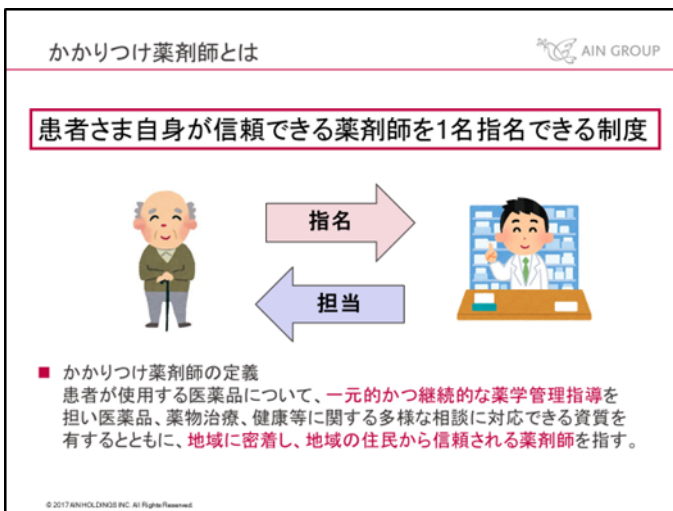 かかりつけ薬剤師とは
AIN GROUP
患者さま自身が信頼できる薬剤師を1名指名できる制度
指名
担当
■ かかりつけ薬剤師の定義
患者が使用する医薬品について、一元的かつ継続的な薬学管理指導を
担い医薬品、薬物治療、健康等に関する多様な相談に対応できる資質を
有するとともに、地域に密着し、地域の住民から信頼される薬剤師を指す。
© 2017 AIN HOLDINGS INC. All Rights Reserved.